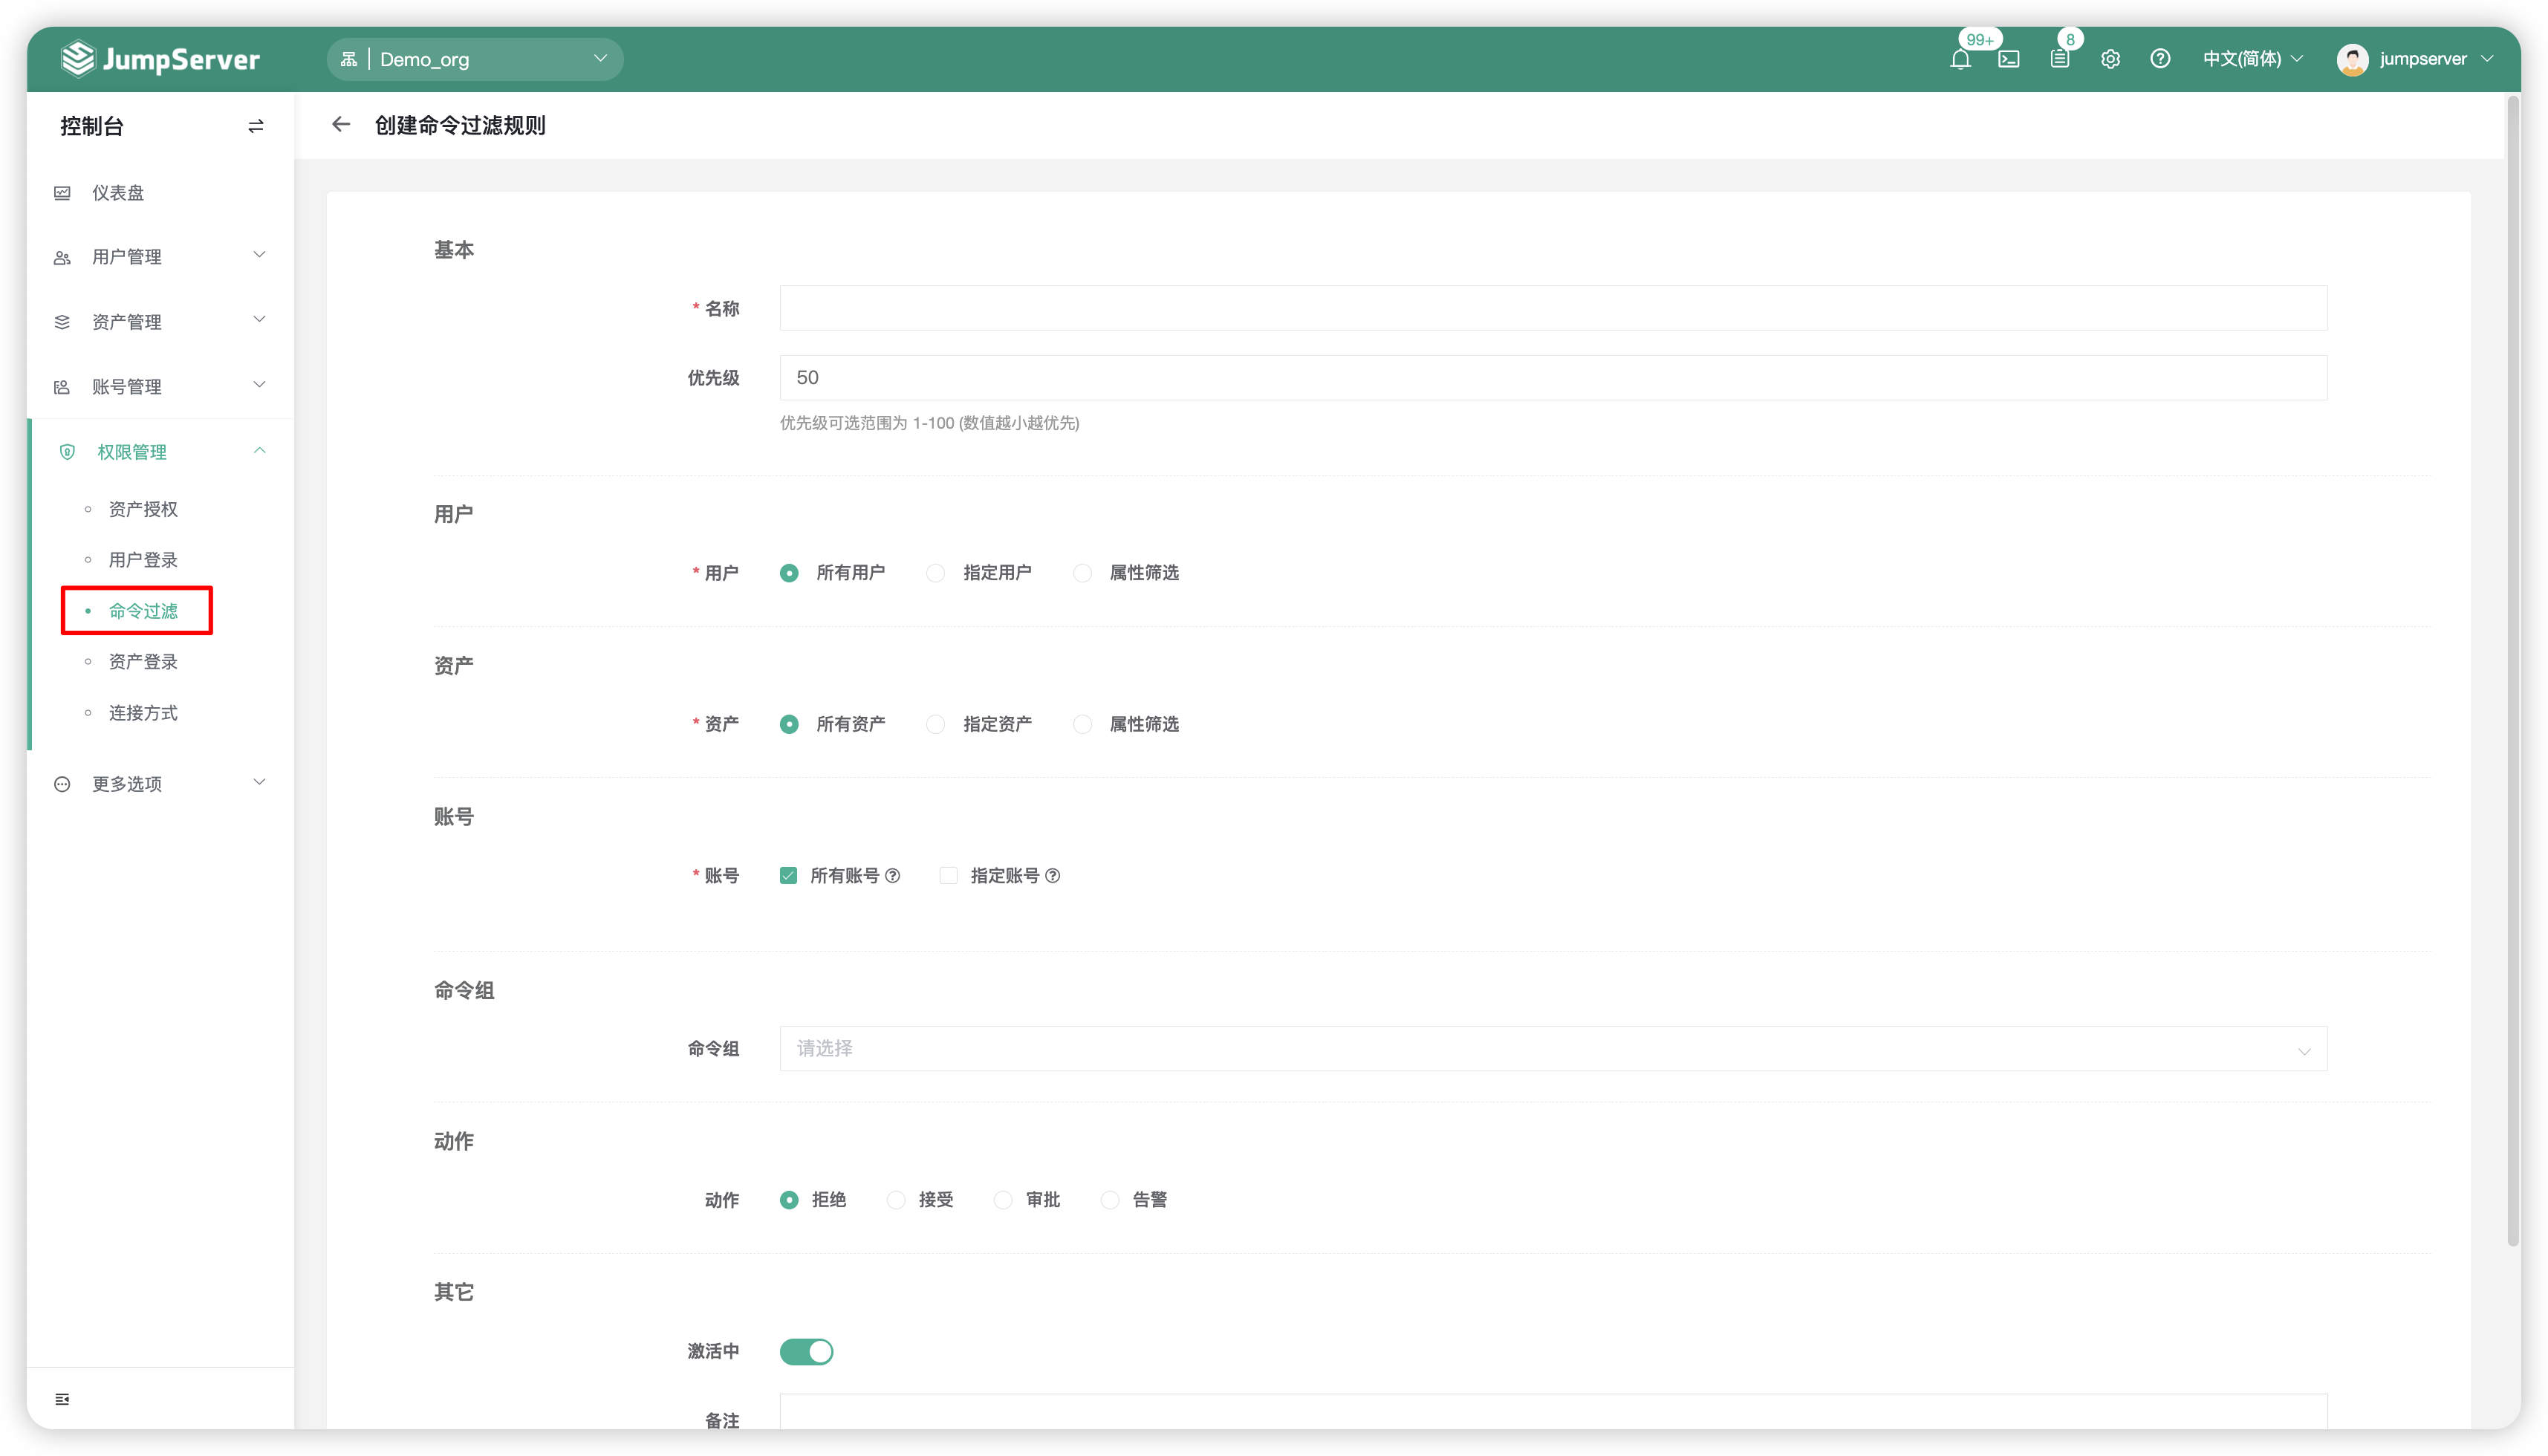 JumpServer
Demo_org
99+
8
中文(简体)
jumpserver
控制台
仪表盘
用户管理
资产管理
账号管理
权限管理
资产授权
用户登录
命令过滤
资产登录
连接方式
更多选项
创建命令过滤规则
基本
* 名称
优先级 50
优先级可选范围为 1-100 (数值越小越优先)
用户
* 用户 所有用户 指定用户 属性筛选
资产
* 资产 所有资产 指定资产 属性筛选
账号
* 账号 所有账号 指定账号
命令组
命令组 请选择
动作
动作 拒绝 接受 审批 告警
其它
激活中
备注